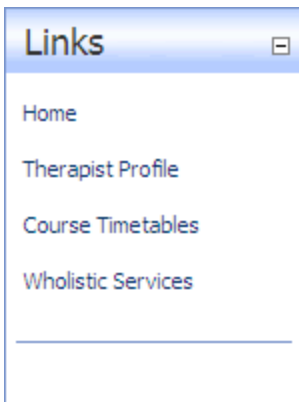 Links
Home
Therapist Profile
Course Timetables
Wholistic Services